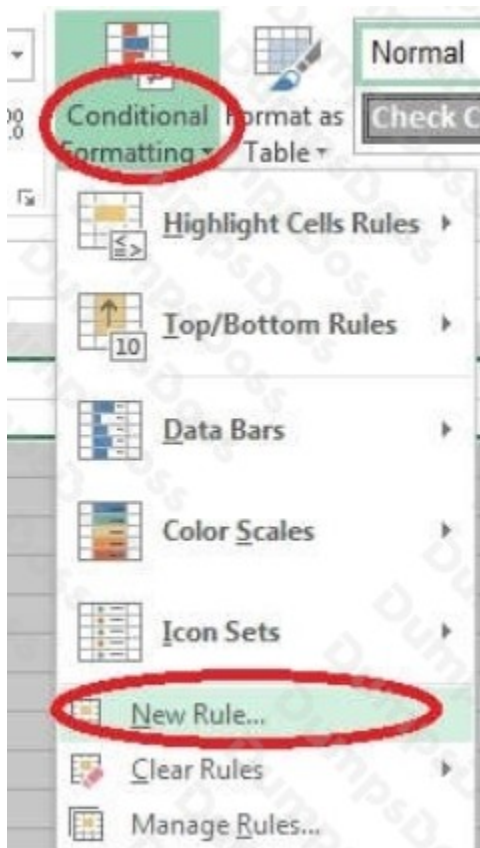 Normal
Conditional Format as
Check C
Formatting Table
Highlight Cells Rules
Top/Bottom Rules
10
Data Bars
Color Scales
Icon Sets
New Rule...
Clear Rules
Manage Rules...
DumpsDoss